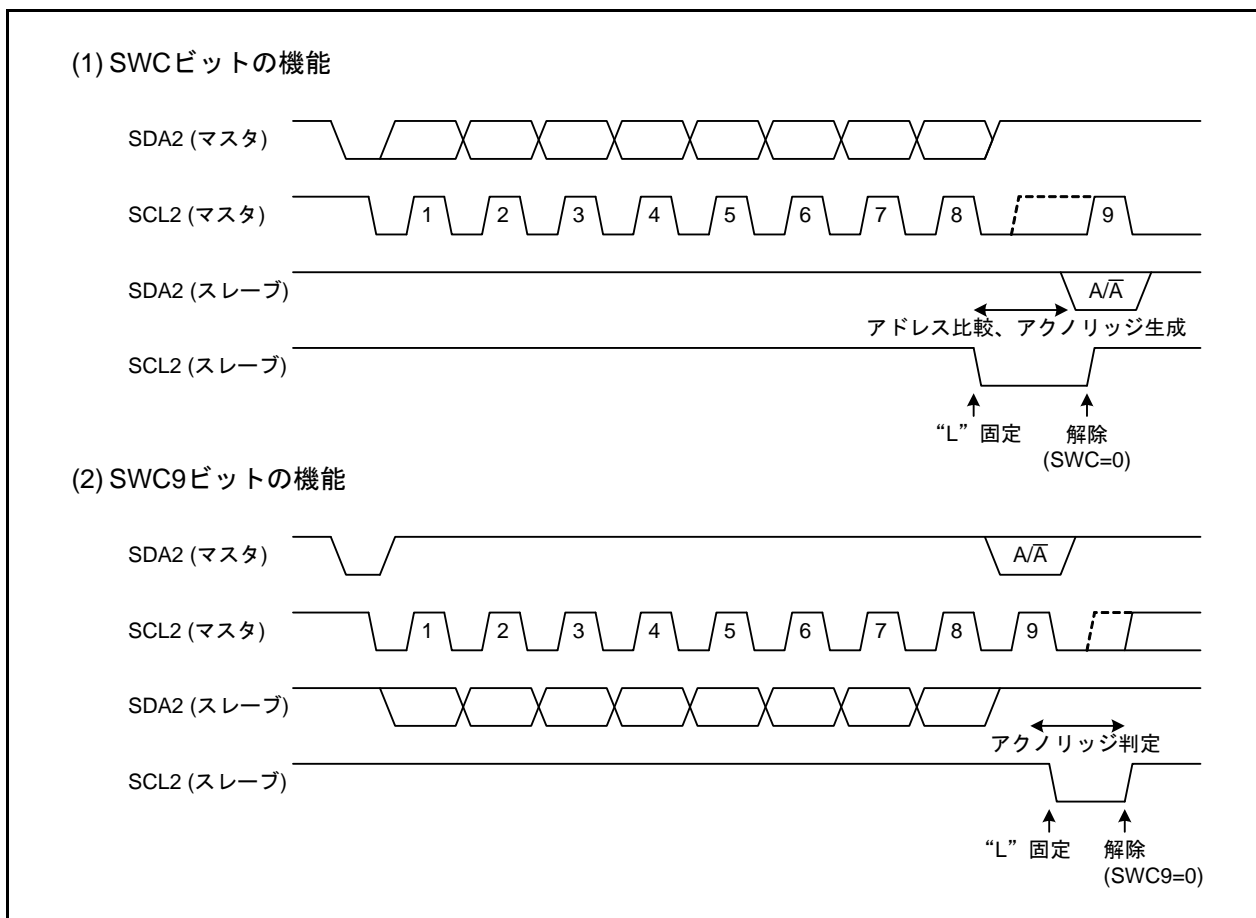 (1) SWCビットの機能
SDA2 (マスタ)
SCL2 (マスタ)
1 2 3 4 5 6 7 8 9
SDA2 (スレーブ)
A/A̅
アドレス比較、アクノリッジ生成
SCL2 (スレーブ)
“L” 固定 解除
(SWC=0)
(2) SWC9ビットの機能
SDA2 (マスタ)
A/A̅
SCL2 (マスタ)
1 2 3 4 5 6 7 8 9
SDA2 (スレーブ)
アクノリッジ判定
SCL2 (スレーブ)
“L” 固定 解除
(SWC9=0)